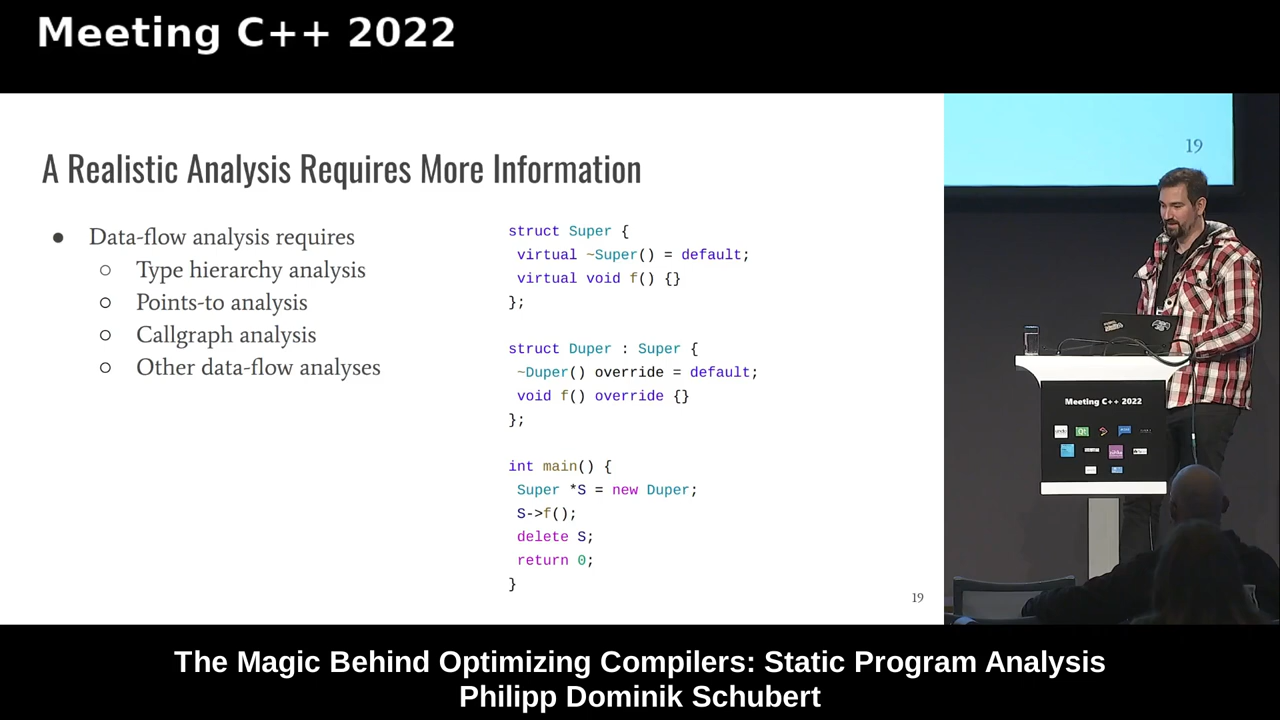 Meeting C++ 2022
A Realistic Analysis Requires More Information
● Data-flow analysis requires
○ Type hierarchy analysis
○ Points-to analysis
○ Callgraph analysis
○ Other data-flow analyses
struct Super {
 virtual ~Super() = default;
 virtual void f() {}
};
struct Duper : Super {
 ~Duper() override = default;
 void f() override {}
};
int main() {
 Super *S = new Duper;
 S->f();
 delete S;
 return 0;
}
19
19
Meeting C++ 2022
Qt
The Magic Behind Optimizing Compilers: Static Program Analysis
Philipp Dominik Schubert